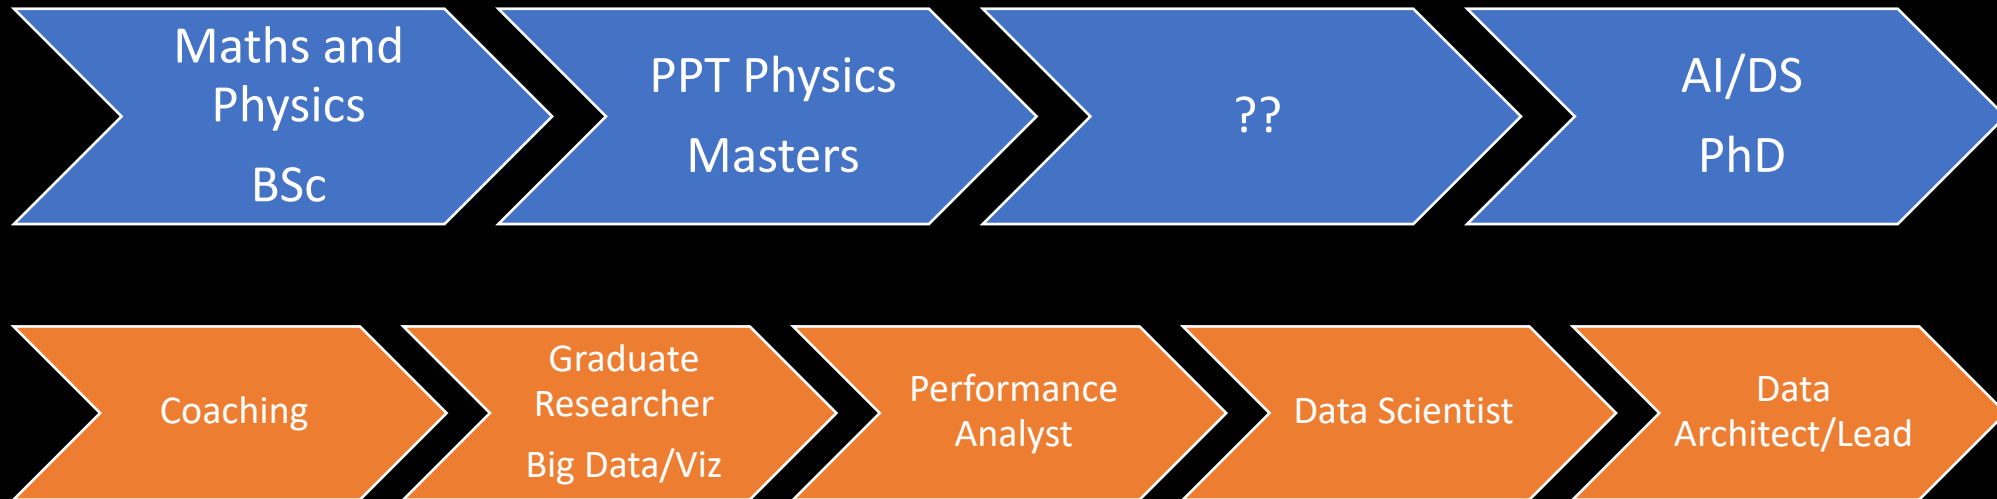 Maths and
Physics
BSc
PPT Physics
Masters
??
AI/DS
PhD
Coaching
Graduate
Researcher
Big Data/Viz
Performance
Analyst
Data Scientist
Data
Architect/Lead